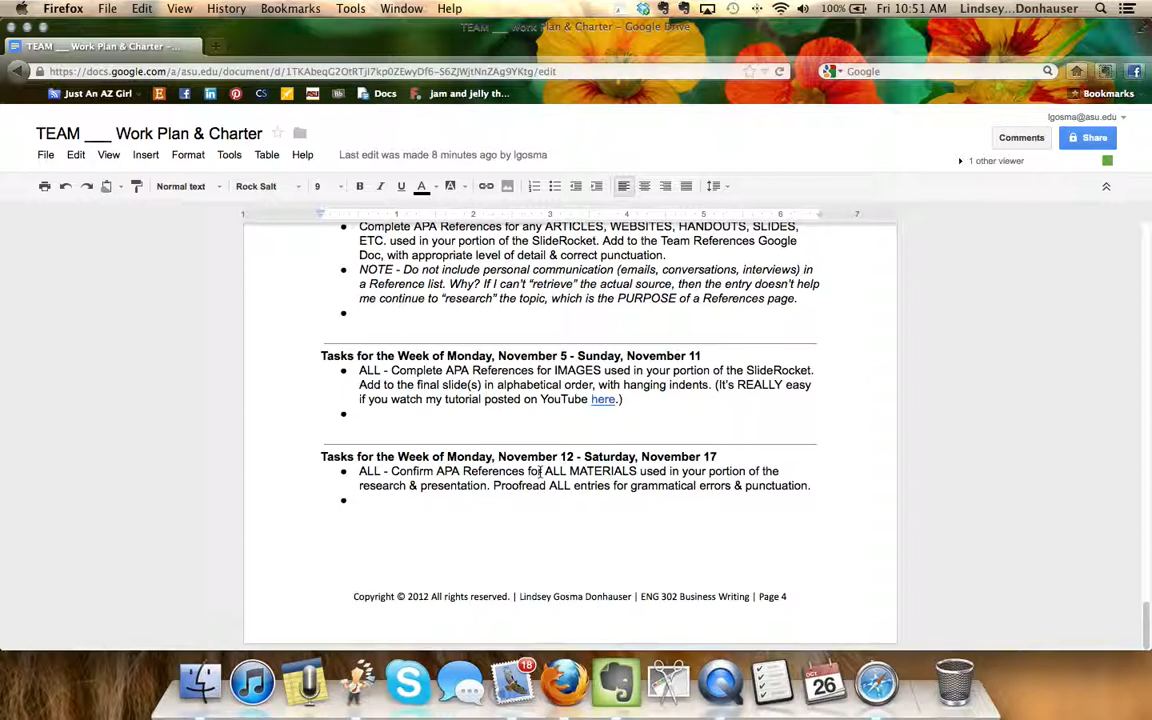 Firefox File Edit View History Bookmarks Tools Window Help 100% Fri 10:51 AM Lindsey_Donhauser
TEAM ___ Work Plan & Charter – Google Drive
TEAM ___ Work Plan & Charter –...
https://docs.google.com/a/asu.edu/document/d/1TKAbeqG2OtRTjI7kp0ZEwyDf6-S6ZJWjtNnZAg9YKtg/edit Google
Just An AZ Girl Docs jam and jelly th... Bookmarks
lgosma@asu.edu
TEAM ___ Work Plan & Charter Comments Share
File Edit View Insert Format Tools Table Help Last edit was made 8 minutes ago by lgosma 1 other viewer
Normal text Rock Salt 9 B I U A A
1 1 2 3 4 5 6 7
Complete APA References for any ARTICLES, WEBSITES, HANDOUTS, SLIDES,
ETC. used in your portion of the SlideRocket. Add to the Team References Google
Doc, with appropriate level of detail & correct punctuation.
NOTE - Do not include personal communication (emails, conversations, interviews) in
a Reference list. Why? If I can't “retrieve” the actual source, then the entry doesn't help
me continue to “research” the topic, which is the PURPOSE of a References page.
Tasks for the Week of Monday, November 5 - Sunday, November 11
ALL - Complete APA References for IMAGES used in your portion of the SlideRocket.
Add to the final slide(s) in alphabetical order, with hanging indents. (It's REALLY easy
if you watch my tutorial posted on YouTube here.)
Tasks for the Week of Monday, November 12 - Saturday, November 17
ALL - Confirm APA References for ALL MATERIALS used in your portion of the
research & presentation. Proofread ALL entries for grammatical errors & punctuation.
Copyright © 2012 All rights reserved. | Lindsey Gosma Donhauser | ENG 302 Business Writing | Page 4
18
OCT
26